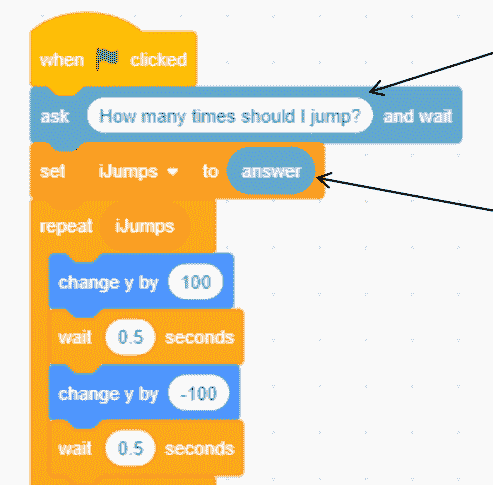 when clicked
ask How many times should I jump? and wait
set iJumps to answer
repeat iJumps
change y by 100
wait 0.5 seconds
change y by -100
wait 0.5 seconds